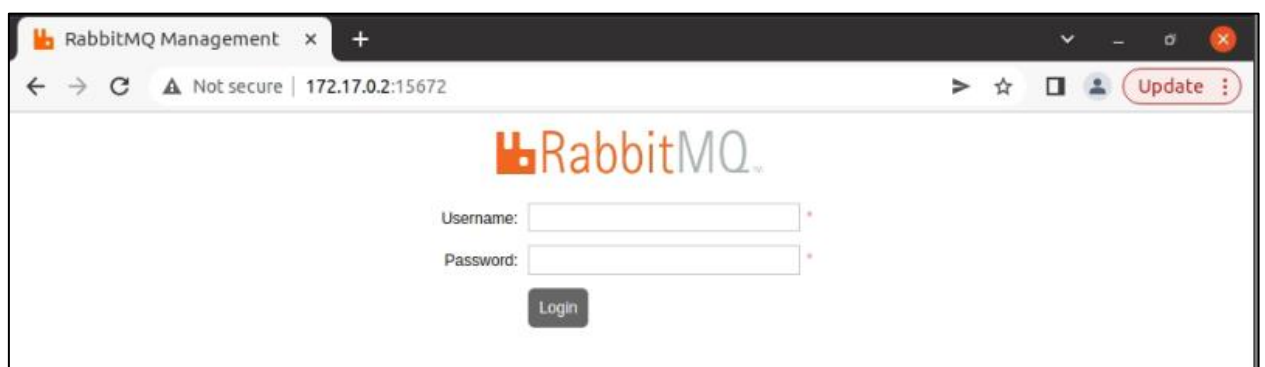 RabbitMQ Management
Not secure | 172.17.0.2:15672
Update
RabbitMQ
Username: *
Password: *
Login